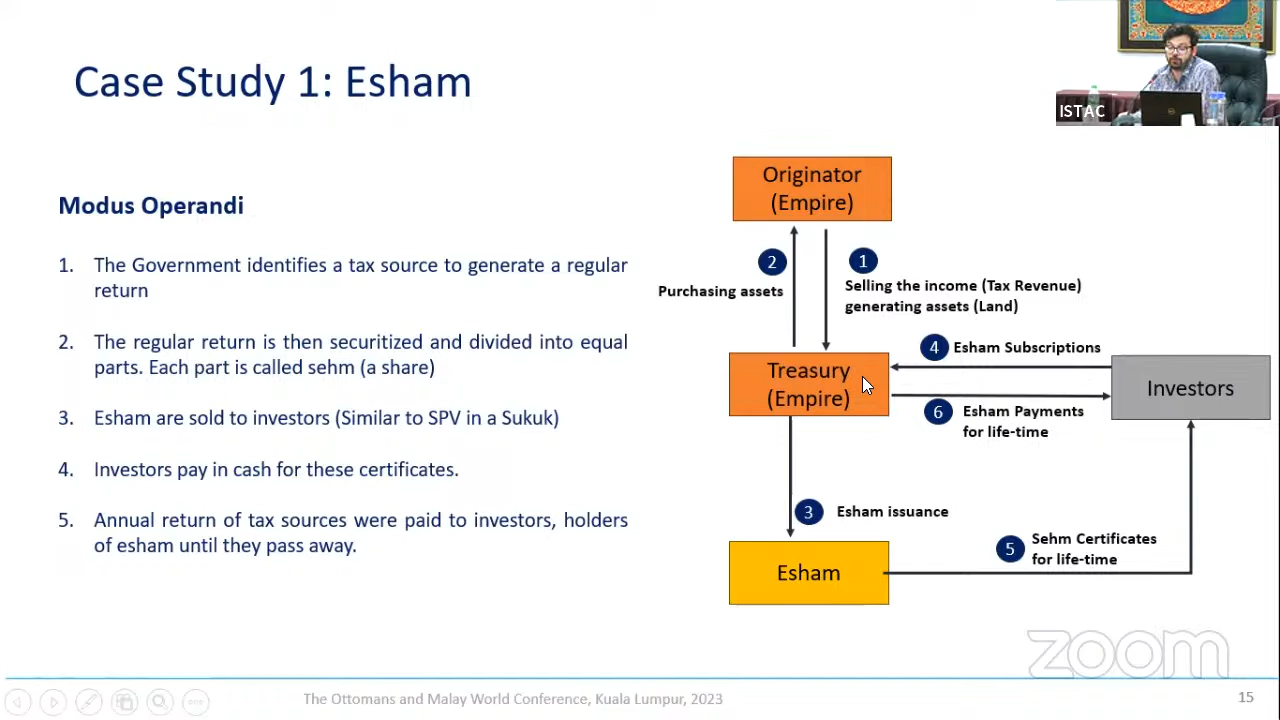 Case Study 1: Esham
ISTAC
Modus Operandi
1. The Government identifies a tax source to generate a regular
return
2. The regular return is then securitized and divided into equal
parts. Each part is called sehm (a share)
3. Esham are sold to investors (Similar to SPV in a Sukuk)
4. Investors pay in cash for these certificates.
5. Annual return of tax sources were paid to investors, holders
of esham until they pass away.
Originator
(Empire)
2
Purchasing assets
1
Selling the income (Tax Revenue)
generating assets (Land)
Treasury
(Empire)
4 Esham Subscriptions
6 Esham Payments
for life-time
Investors
3 Esham issuance
Esham
5 Sehm Certificates
for life-time
zoom
The Ottomans and Malay World Conference, Kuala Lumpur, 2023
15